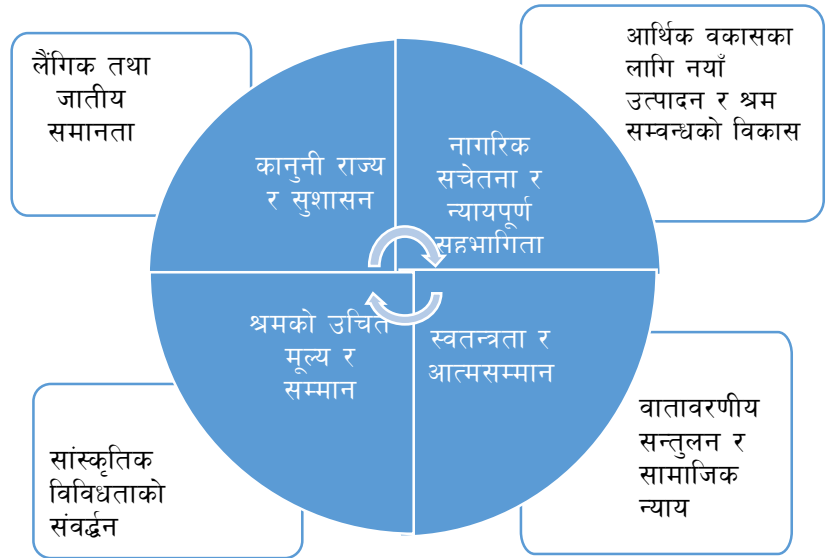 लैंगिक तथा
जातीय
समानता
आर्थिक वकासका
लागि नयाँ
उत्पादन र श्रम
सम्वन्धको विकास
कानुनी राज्य
र सुशासन
नागरिक
सचेतना र
न्यायपूर्ण
सहभागिता
श्रमको उचित
मूल्य र
सम्मान
स्वतन्त्रता र
आत्मसम्मान
सांस्कृतिक
विविधताको
संवर्द्धन
वातावरणीय
सन्तुलन र
सामाजिक
न्याय